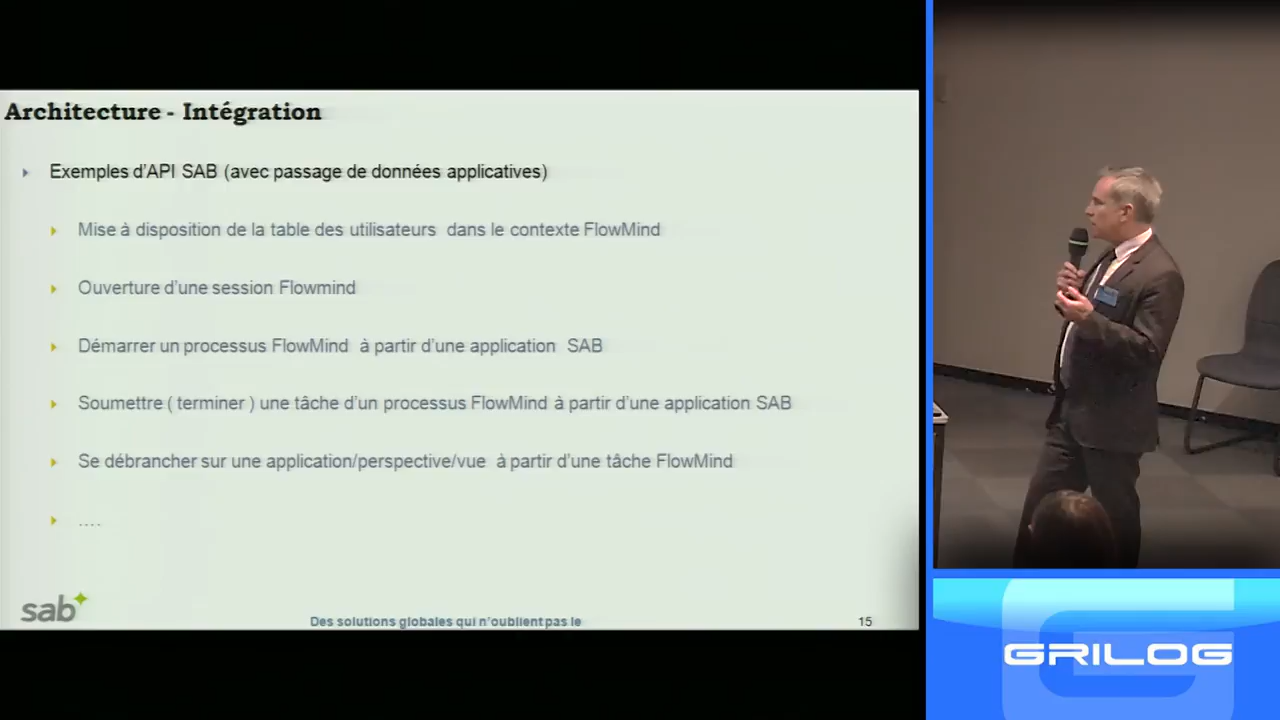 Architecture - Intégration
Exemples d'API SAB (avec passage de données applicatives)
Mise à disposition de la table des utilisateurs dans le contexte FlowMind
Ouverture d'une session Flowmind
Démarrer un processus FlowMind à partir d'une application SAB
Soumettre ( terminer ) une tâche d'un processus FlowMind à partir d'une application SAB
Se débrancher sur une application/perspective/vue à partir d'une tâche FlowMind
....
sab
Des solutions globales qui n'oublient pas le
15
GRILOG